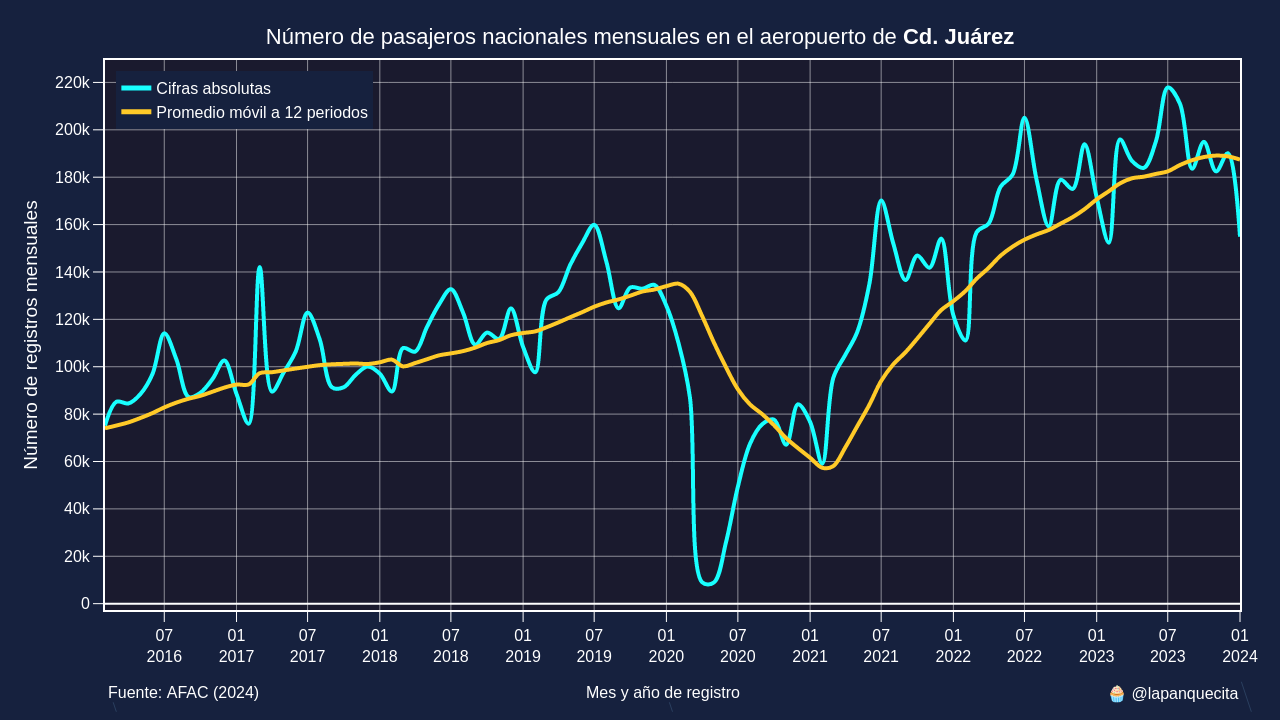 Número de pasajeros nacionales mensuales en el aeropuerto de Cd. Juárez
Cifras absolutas
Promedio móvil a 12 periodos
Número de registros mensuales
220k
200k
180k
160k
140k
120k
100k
80k
60k
40k
20k
0
07 01 07 01 07 01 07 01 07 01 07 01 07 01 07 01
2016 2017 2017 2018 2018 2019 2019 2020 2020 2021 2021 2022 2022 2023 2023 2024
Fuente: AFAC (2024) Mes y año de registro 🧁 @lapanquecita